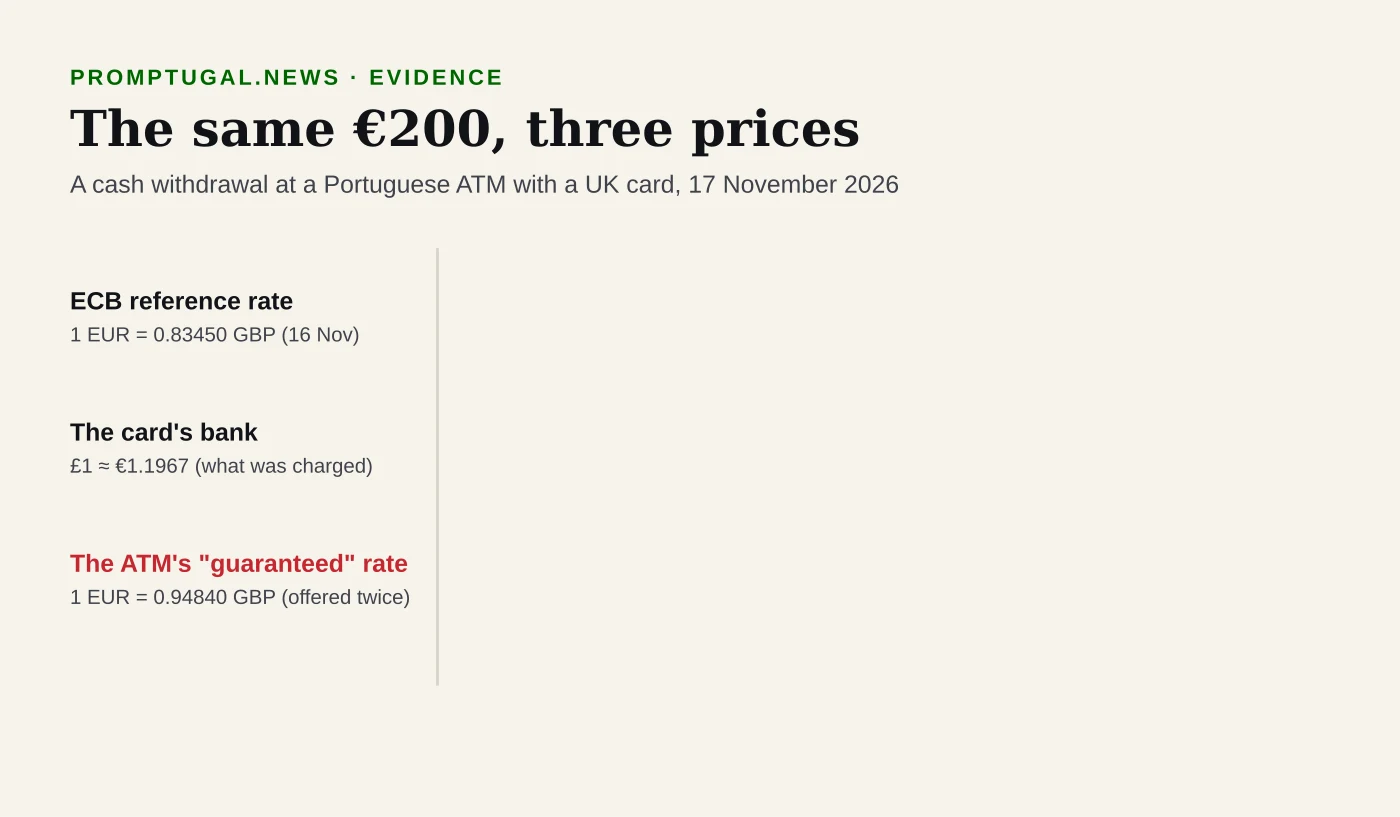 PROMPTUGAL.NEWS · EVIDENCE
The same €200, three prices
A cash withdrawal at a Portuguese ATM with a UK card, 17 November 2026
ECB reference rate
1 EUR = 0.83450 GBP (16 Nov)
The card's bank
£1 ≈ €1.1967 (what was charged)
The ATM's "guaranteed" rate
1 EUR = 0.94840 GBP (offered twice)